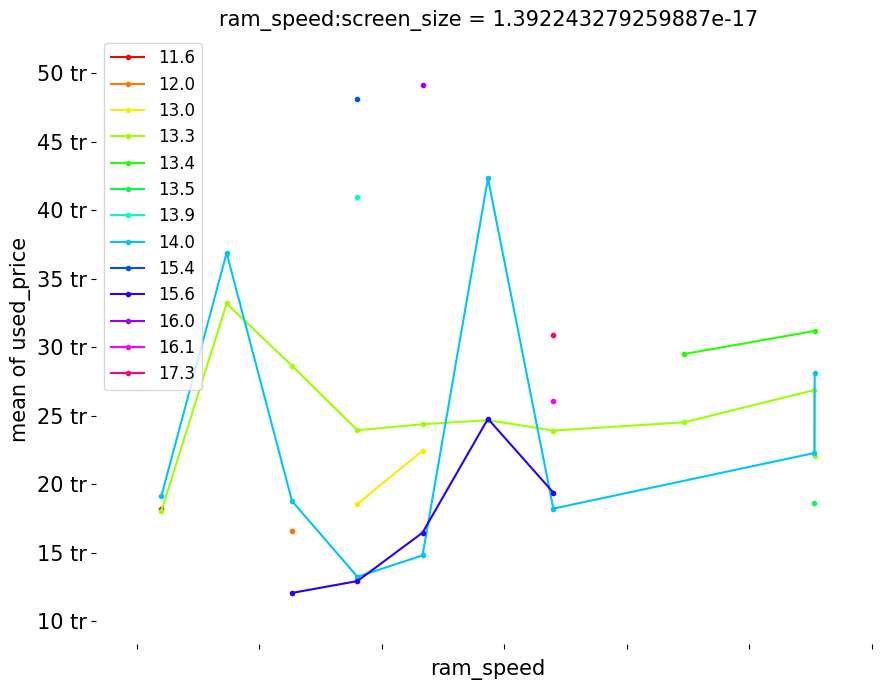 ram_speed:screen_size = 1.392243279259887e-17
50 tr
45 tr
40 tr
35 tr
30 tr
25 tr
20 tr
15 tr
10 tr
mean of used_price
11.6
12.0
13.0
13.3
13.4
13.5
13.9
14.0
15.4
15.6
16.0
16.1
17.3
ram_speed